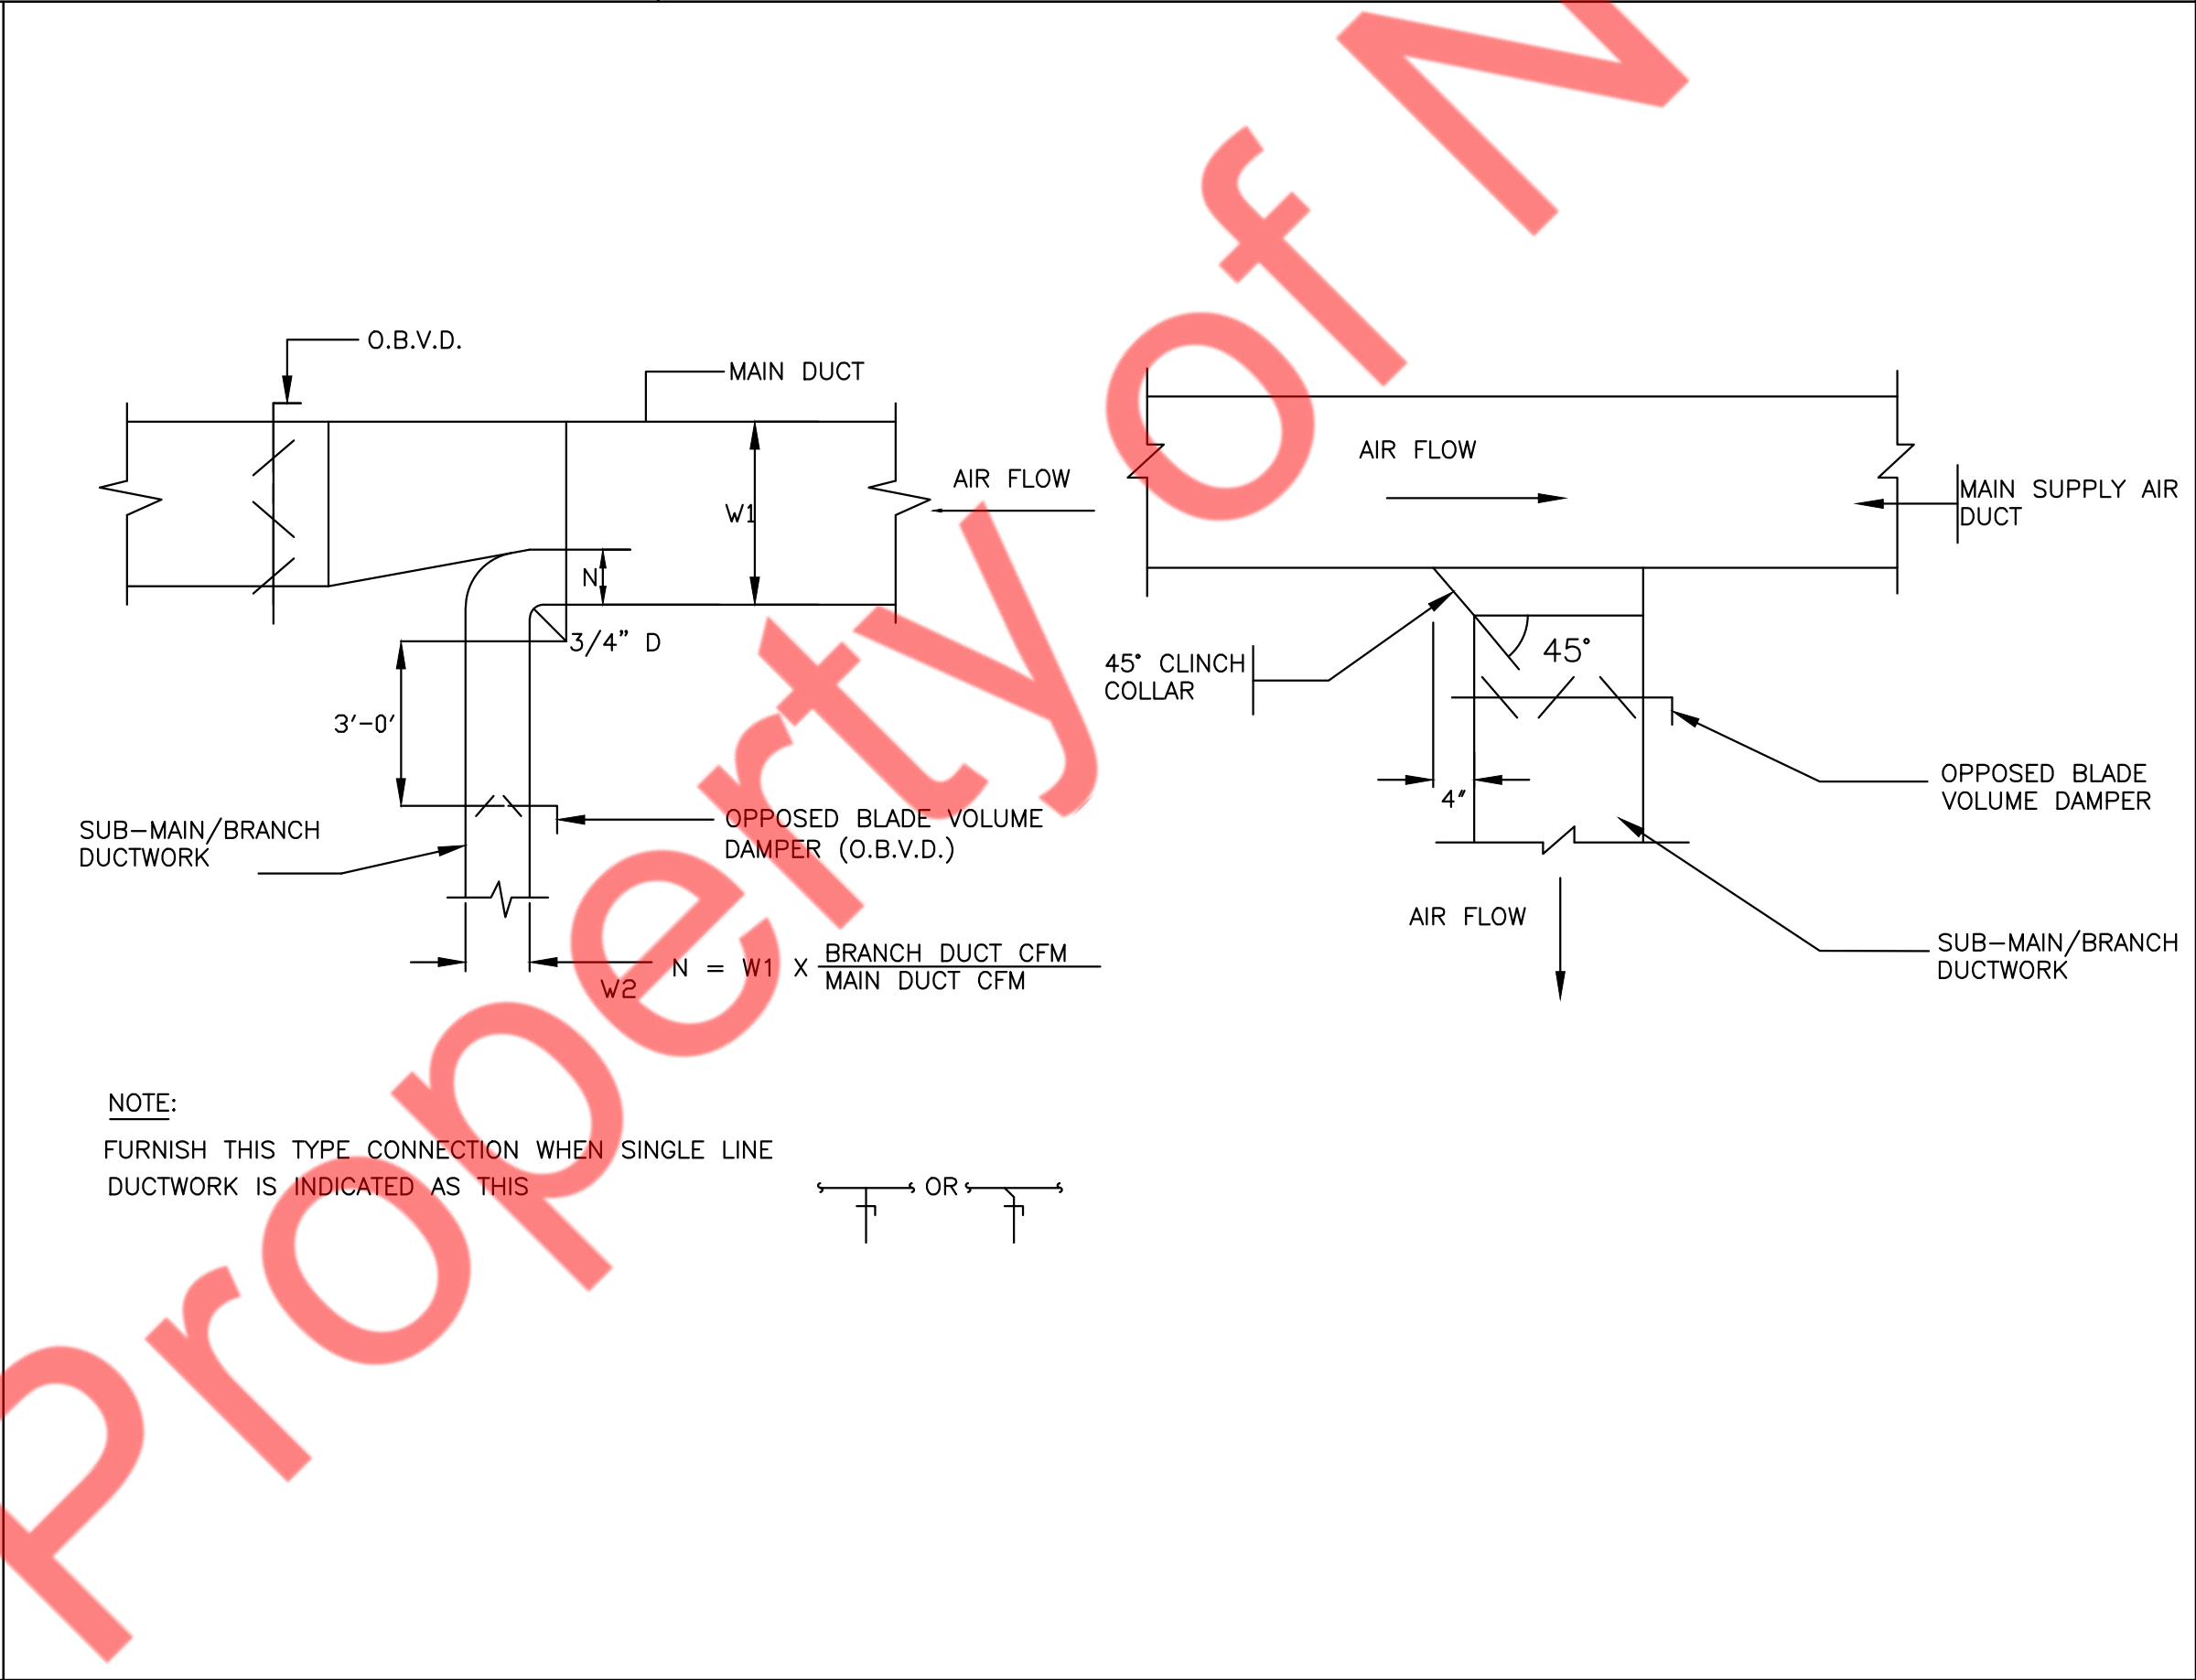 O.B.V.D.
MAIN DUCT
AIR FLOW
W1
N
3/4" D
3'-0'
SUB-MAIN/BRANCH
DUCTWORK
OPPOSED BLADE VOLUME
DAMPER (O.B.V.D.)
W2
N = W1 X BRANCH DUCT CFM
MAIN DUCT CFM
AIR FLOW
MAIN SUPPLY AIR
DUCT
45° CLINCH
COLLAR
45°
4"
OPPOSED BLADE
VOLUME DAMPER
AIR FLOW
SUB-MAIN/BRANCH
DUCTWORK
NOTE:
FURNISH THIS TYPE CONNECTION WHEN SINGLE LINE
DUCTWORK IS INDICATED AS THIS
OR
Property of N